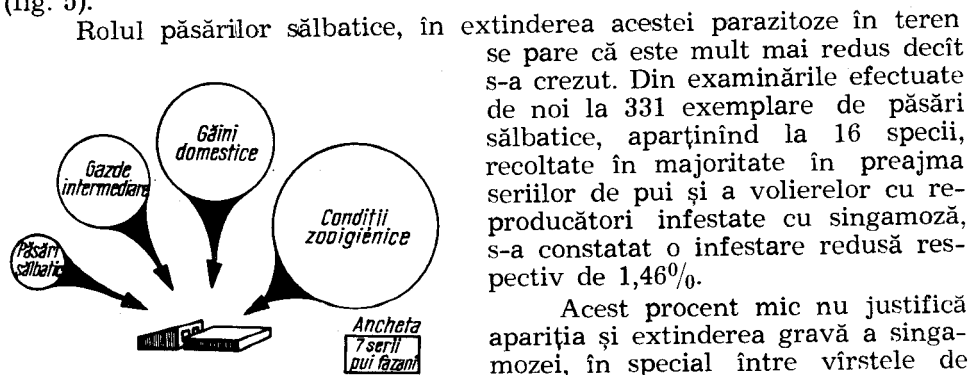 (fig. 5).
Rolul păsărilor sălbatice, în extinderea acestei parazitoze în teren
se pare că este mult mai redus decît
s-a crezut. Din examinările efectuate
de noi la 331 exemplare de păsări
sălbatice, aparținînd la 16 specii,
recoltate în majoritate în preajma
seriilor de pui și a volierelor cu re-
producători infestate cu singamoză,
s-a constatat o infestare redusă res-
pectiv de 1,46%.
Acest procent mic nu justifică
apariția și extinderea gravă a singa-
mozei, în special între vîrstele de
Găini
domestice
Gazde
intermediare
Condiții
zooigiénice
Păsări
sălbatic
Ancheta
7 serii
pui fazani